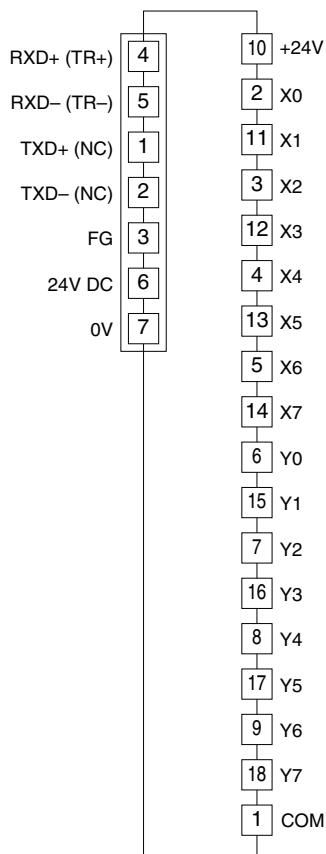 RXD+ (TR+) 4
RXD– (TR–) 5
TXD+ (NC) 1
TXD– (NC) 2
FG 3
24V DC 6
0V 7
10 +24V
2 X0
11 X1
3 X2
12 X3
4 X4
13 X5
5 X6
14 X7
6 Y0
15 Y1
7 Y2
16 Y3
8 Y4
17 Y5
9 Y6
18 Y7
1 COM